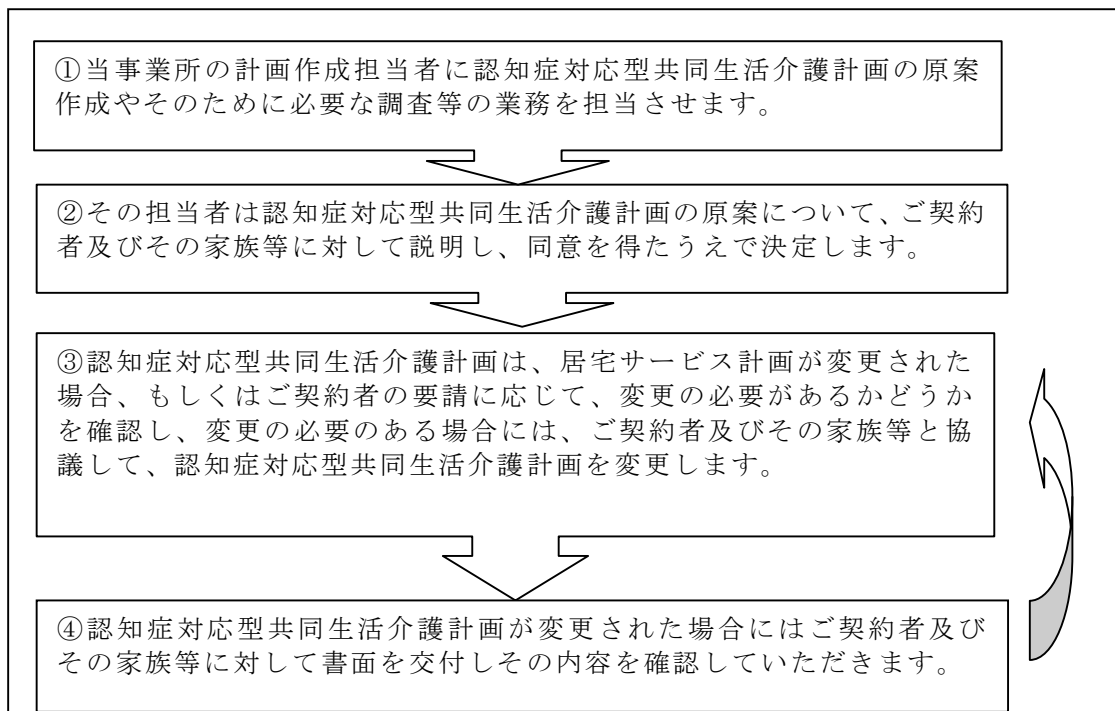 ①当事業所の計画作成担当者に認知症対応型共同生活介護計画の原案
作成やそのために必要な調査等の業務を担当させます。
②その担当者は認知症対応型共同生活介護計画の原案について、ご契約
者及びその家族等に対して説明し、同意を得たうえで決定します。
③認知症対応型共同生活介護計画は、居宅サービス計画が変更された
場合、もしくはご契約者の要請に応じて、変更の必要があるかどうか
を確認し、変更の必要のある場合には、ご契約者及びその家族等と協
議して、認知症対応型共同生活介護計画を変更します。
④認知症対応型共同生活介護計画が変更された場合にはご契約者及び
その家族等に対して書面を交付しその内容を確認していただきます。